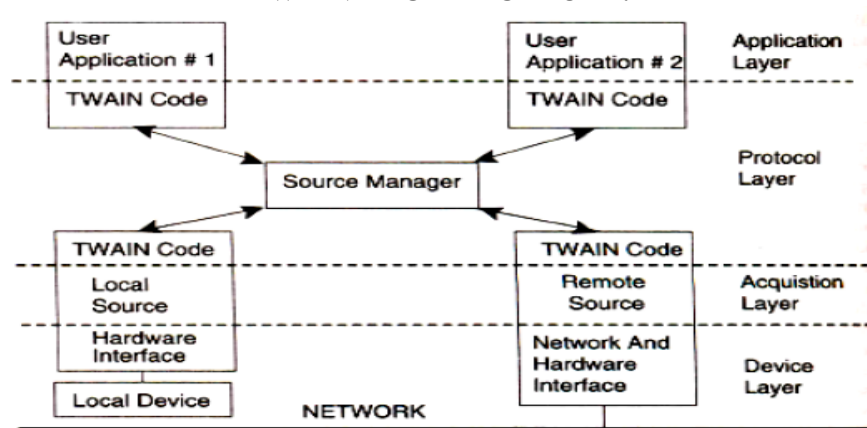 User
Application # 1
User
Application # 2
Application
Layer
TWAIN Code
TWAIN Code
Source Manager
Protocol
Layer
TWAIN Code
TWAIN Code
Local
Source
Remote
Source
Acquistion
Layer
Hardware
Interface
Network And
Hardware
Interface
Device
Layer
Local Device
NETWORK